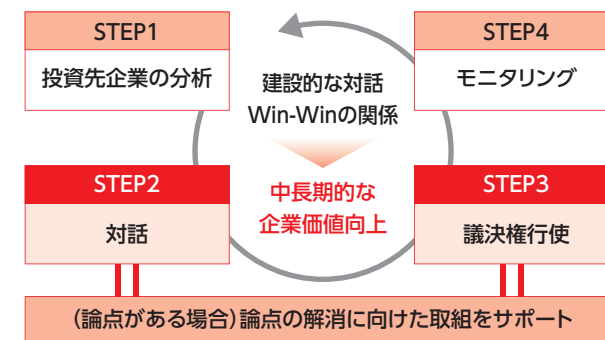 STEP1
投資先企業の分析
STEP4
モニタリング
建設的な対話
Win-Winの関係
中長期的な
企業価値向上
STEP2
対話
STEP3
議決権行使
(論点がある場合)論点の解消に向けた取組をサポート